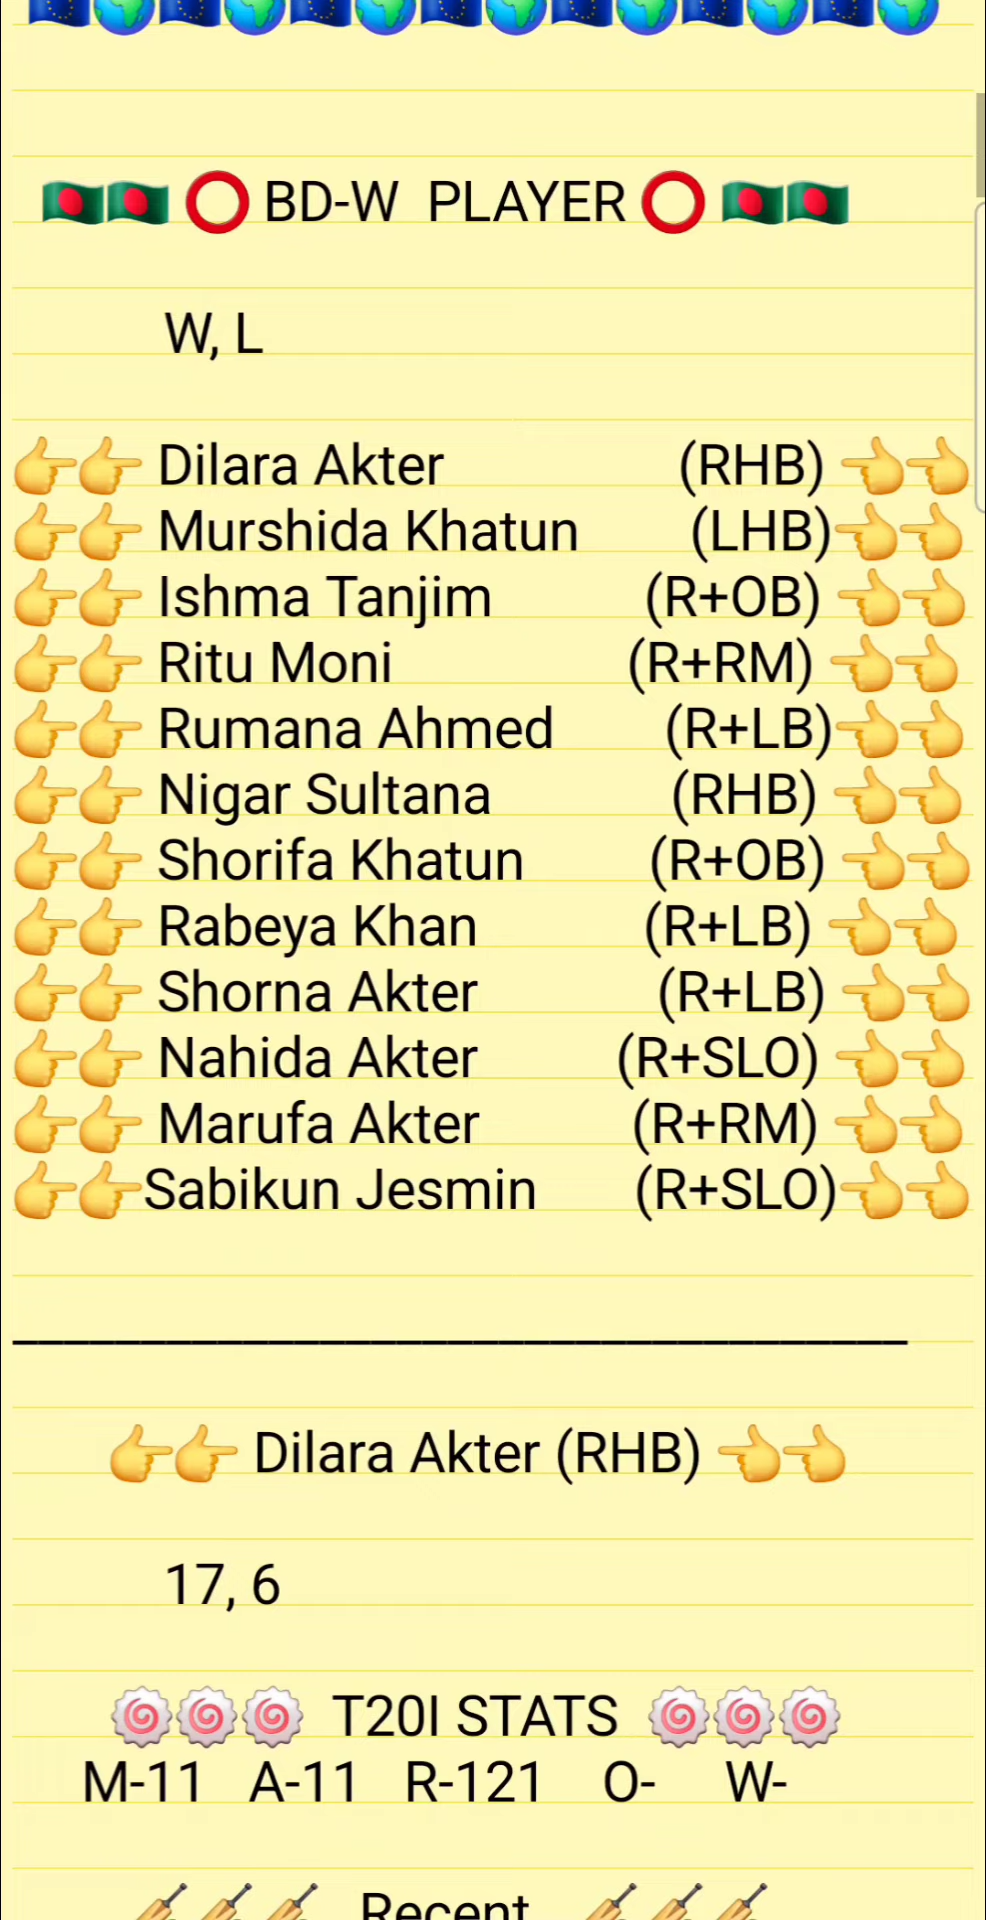 🇪🇺🌍🇪🇺🌍🇪🇺🌍🇪🇺🌍🇪🇺🌍🇪🇺🌍🇪🇺🌍
🇧🇩🇧🇩 ⭕ BD-W PLAYER ⭕ 🇧🇩🇧🇩
W, L
👉👉 Dilara Akter (RHB) 👈👈
👉👉 Murshida Khatun (LHB)👈👈
👉👉 Ishma Tanjim (R+OB) 👈👈
👉👉 Ritu Moni (R+RM) 👈👈
👉👉 Rumana Ahmed (R+LB)👈👈
👉👉 Nigar Sultana (RHB) 👈👈
👉👉 Shorifa Khatun (R+OB) 👈👈
👉👉 Rabeya Khan (R+LB) 👈👈
👉👉 Shorna Akter (R+LB) 👈👈
👉👉 Nahida Akter (R+SLO) 👈👈
👉👉 Marufa Akter (R+RM) 👈👈
👉👉Sabikun Jesmin (R+SLO)👈👈
___________________________________
👉👉 Dilara Akter (RHB) 👈👈
17, 6
🍥🍥🍥 T20I STATS 🍥🍥🍥
M-11 A-11 R-121 O- W-
🏏🏏🏏 Recent 🏏🏏🏏